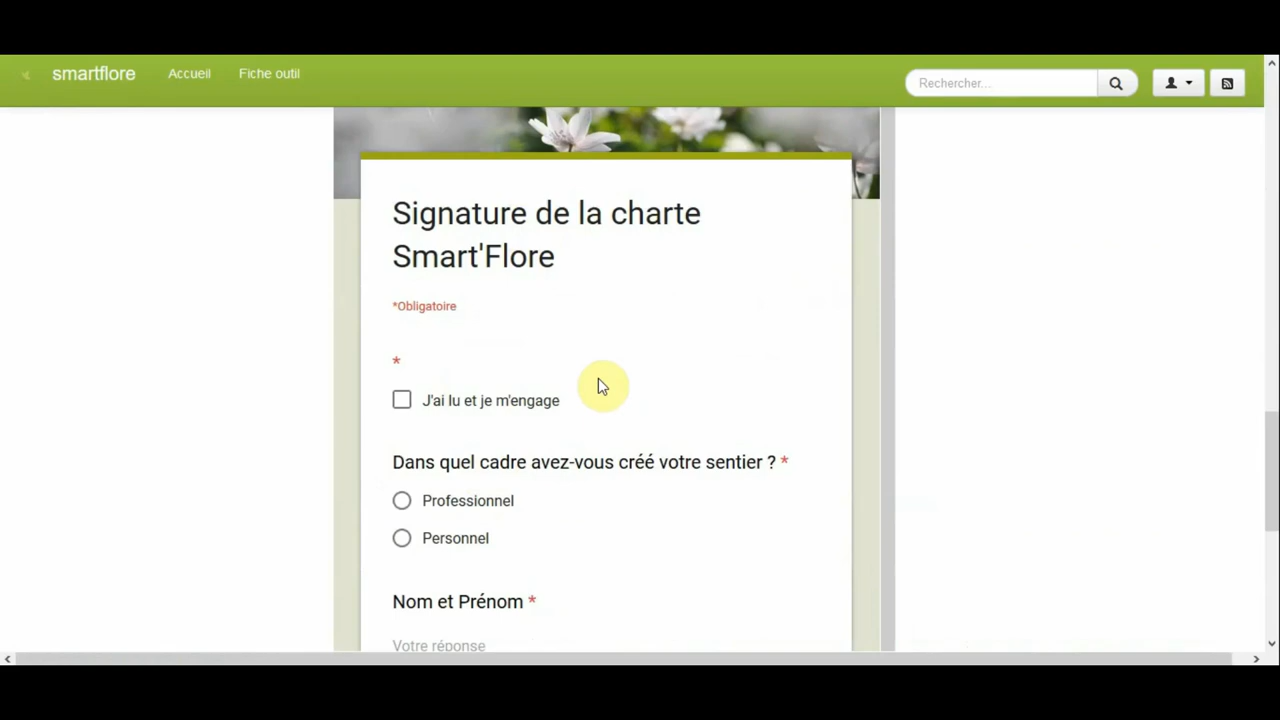 smartflore Accueil Fiche outil Rechercher...
Signature de la charte
Smart'Flore
*Obligatoire
*
J'ai lu et je m'engage
Dans quel cadre avez-vous créé votre sentier ? *
Professionnel
Personnel
Nom et Prénom *
Votre réponse